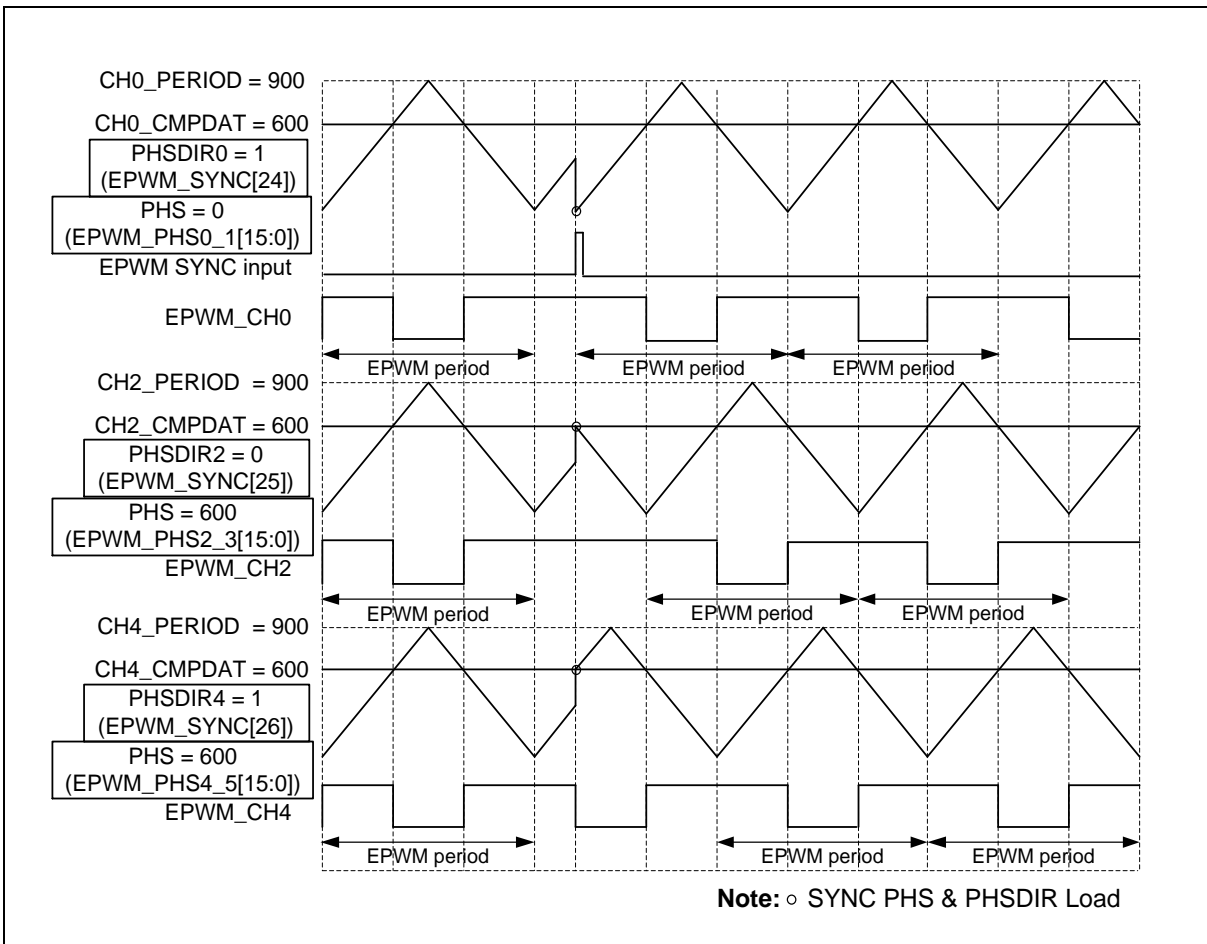 CH0_PERIOD = 900
CH0_CMPDAT = 600
PHSDIR0 = 1
(EPWM_SYNC[24])
PHS = 0
(EPWM_PHS0_1[15:0])
EPWM SYNC input
EPWM_CH0
EPWM period
EPWM period
EPWM period
CH2_PERIOD = 900
CH2_CMPDAT = 600
PHSDIR2 = 0
(EPWM_SYNC[25])
PHS = 600
(EPWM_PHS2_3[15:0])
EPWM_CH2
EPWM period
EPWM period
EPWM period
CH4_PERIOD = 900
CH4_CMPDAT = 600
PHSDIR4 = 1
(EPWM_SYNC[26])
PHS = 600
(EPWM_PHS4_5[15:0])
EPWM_CH4
EPWM period
EPWM period
EPWM period
Note: ○ SYNC PHS & PHSDIR Load